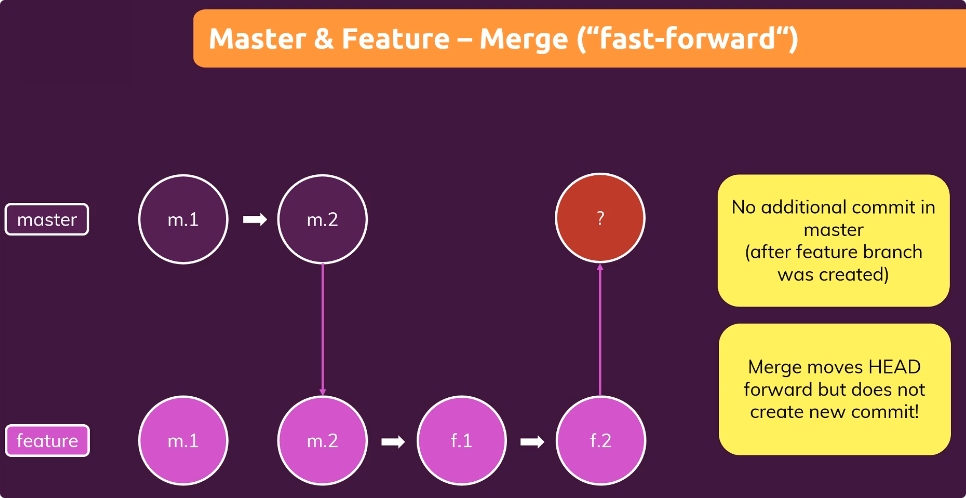 Master & Feature – Merge (“fast-forward“)
master
m.1
m.2
?
No additional commit in
master
(after feature branch
was created)
Merge moves HEAD
forward but does not
create new commit!
feature
m.1
m.2
f.1
f.2